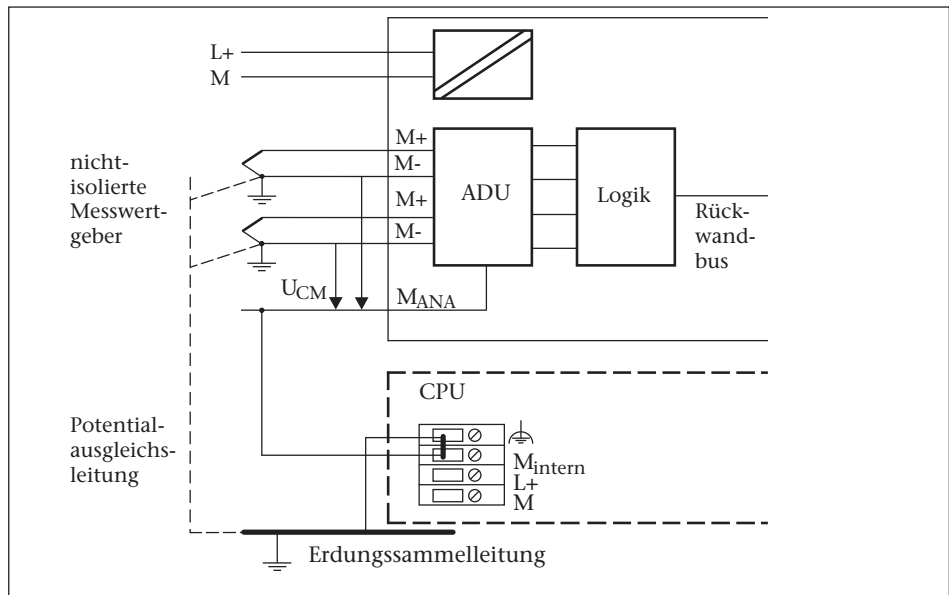 L+
M
nicht-
isolierte
Messwert-
geber
M+
M-
M+
M-
ADU
Logik
Rück-
wand-
bus
UCM
MANA
Potential-
ausgleichs-
leitung
CPU
Mintern
L+
M
Erdungssammelleitung